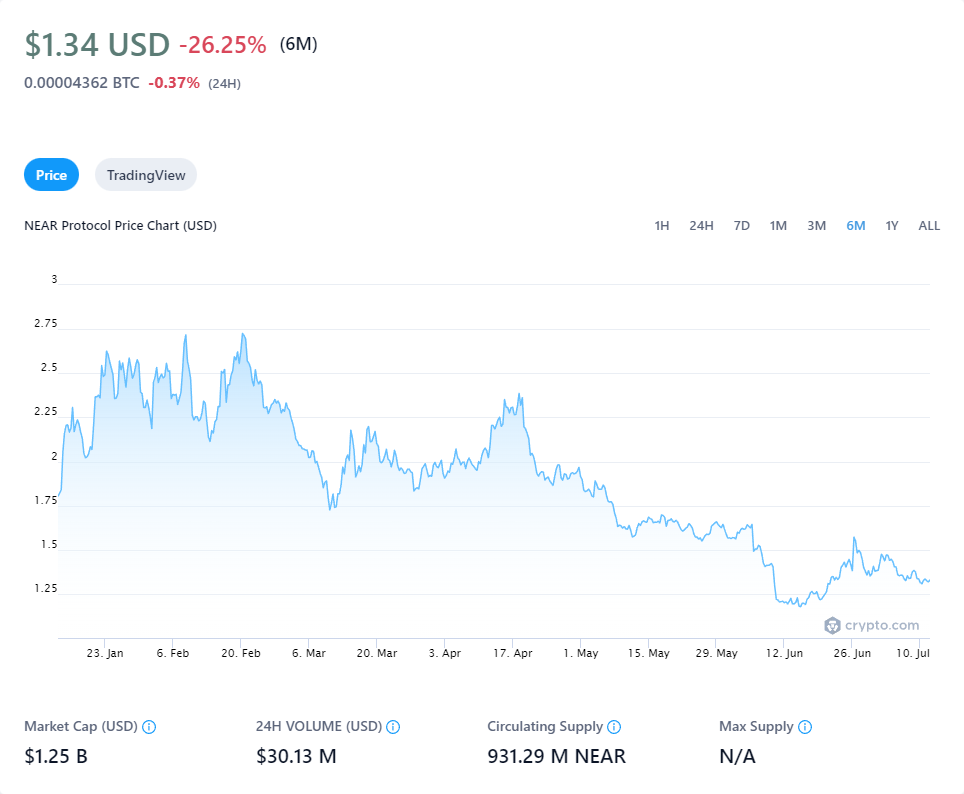 $1.34 USD -26.25% (6M)
0.00004362 BTC -0.37% (24H)
Price TradingView
NEAR Protocol Price Chart (USD) 1H 24H 7D 1M 3M 6M 1Y ALL
3
2.75
2.5
2.25
2
1.75
1.5
1.25
crypto.com
23. Jan 6. Feb 20. Feb 6. Mar 20. Mar 3. Apr 17. Apr 1. May 15. May 29. May 12. Jun 26. Jun 10. Jul
Market Cap (USD) 24H VOLUME (USD) Circulating Supply Max Supply
$1.25 B $30.13 M 931.29 M NEAR N/A